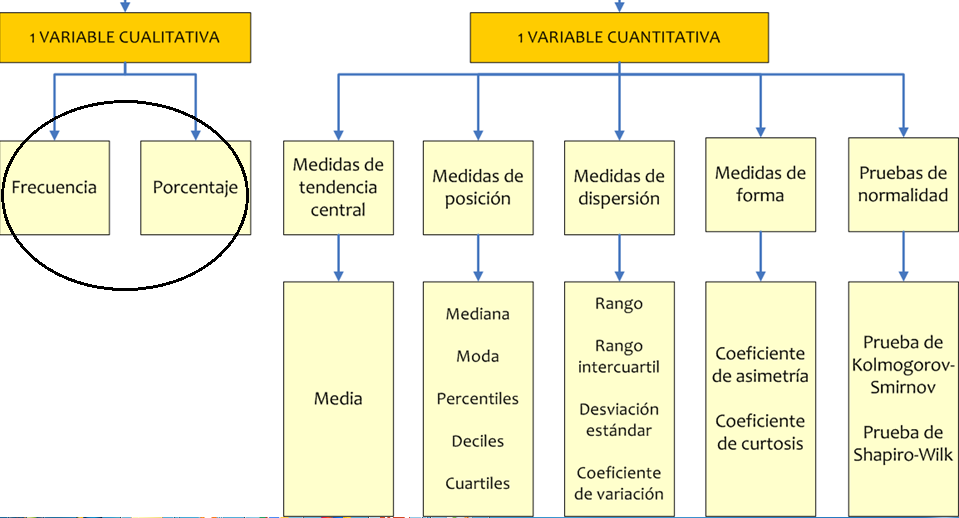 1 VARIABLE CUALITATIVA
1 VARIABLE CUANTITATIVA
Frecuencia
Porcentaje
Medidas de
tendencia
central
Medidas de
posición
Medidas de
dispersión
Medidas de
forma
Pruebas de
normalidad
Media
Mediana
Moda
Percentiles
Deciles
Cuartiles
Rango
Rango
intercuartil
Desviación
estándar
Coeficiente
de variación
Coeficiente
de asimetría
Coeficiente
de curtosis
Prueba de
Kolmogorov-
Smirnov
Prueba de
Shapiro-Wilk